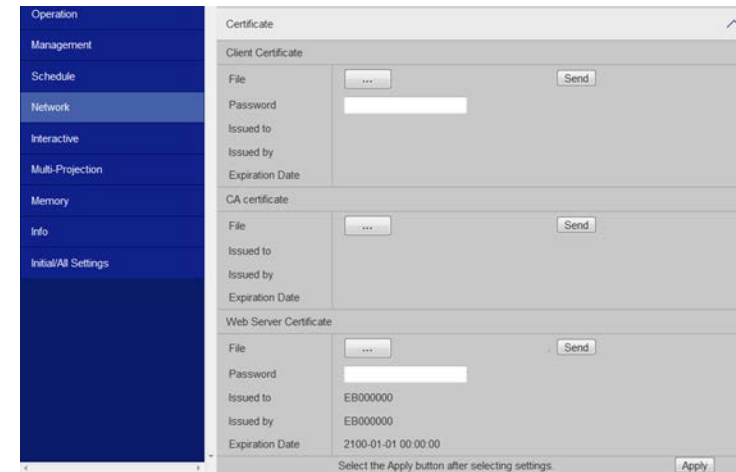 Operation
Management
Schedule
Network
Interactive
Multi-Projection
Memory
Info
Initial/All Settings
Certificate
Client Certificate
File ... Send
Password
Issued to
Issued by
Expiration Date
CA certificate
File ... Send
Issued to
Issued by
Expiration Date
Web Server Certificate
File ... Send
Password
Issued to EB000000
Issued by EB000000
Expiration Date 2100-01-01 00:00:00
Select the Apply button after selecting settings. Apply